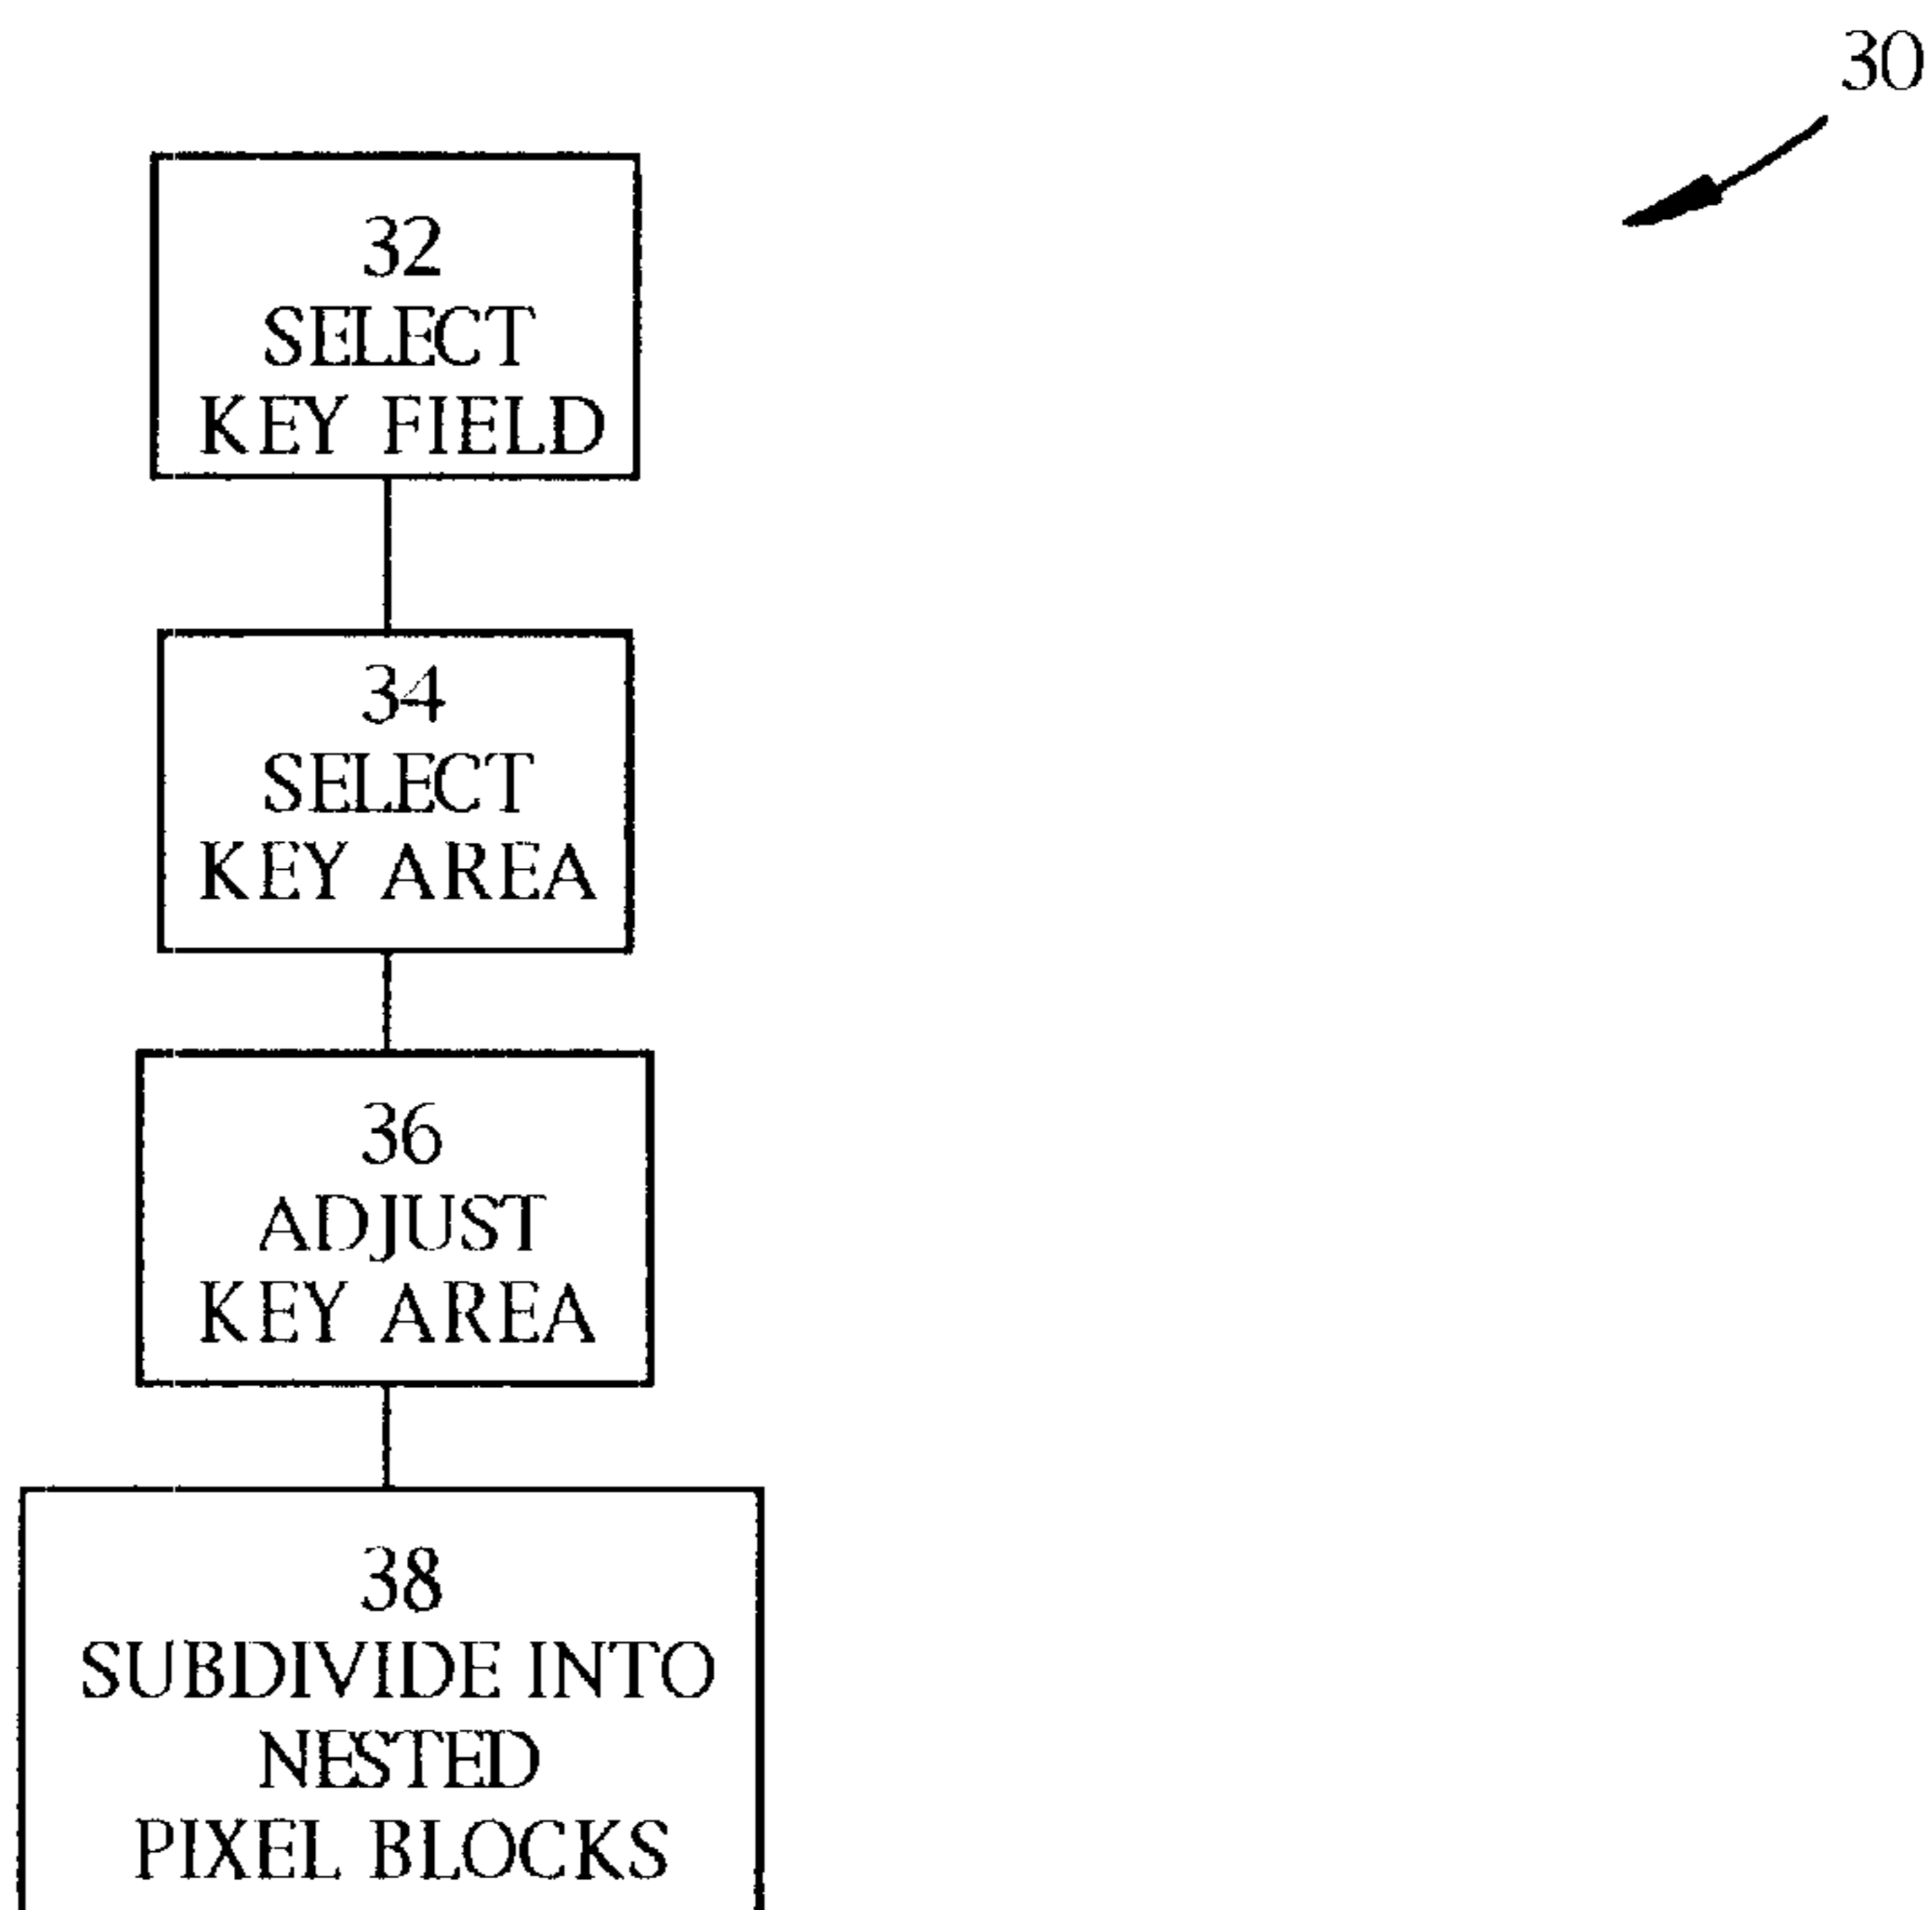 30
32
SELECT
KEY FIELD
34
SELECT
KEY AREA
36
ADJUST
KEY AREA
38
SUBDIVIDE INTO
NESTED
PIXEL BLOCKS